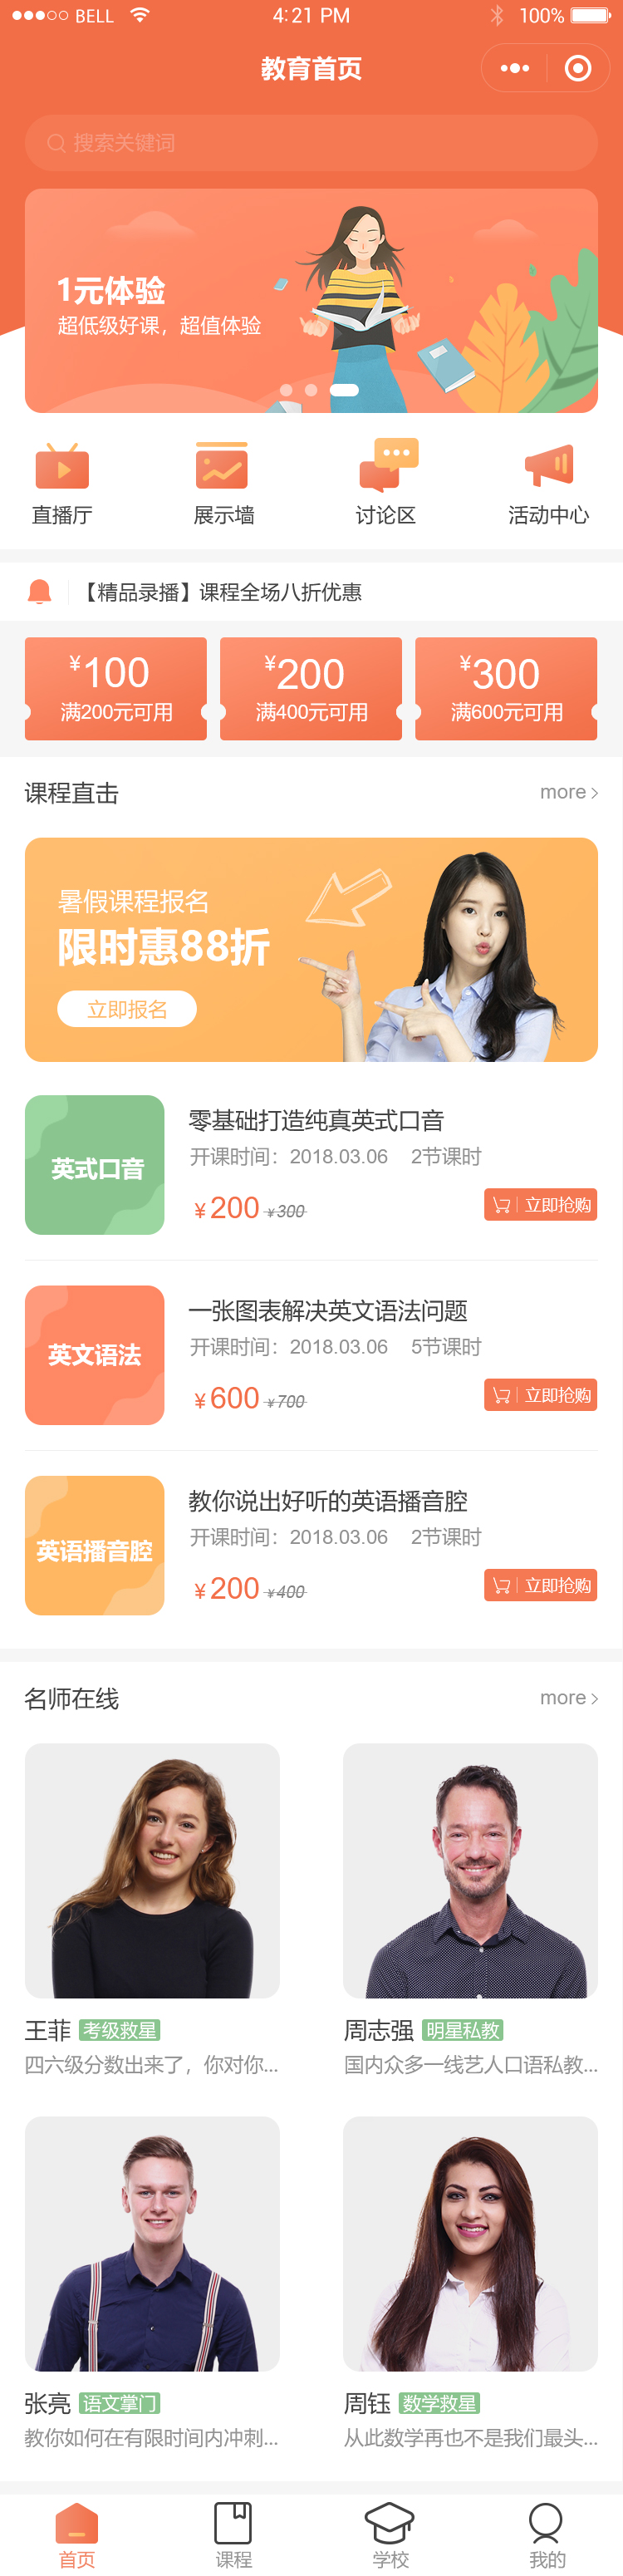 BELL 4:21 PM 100%
教育首页
搜索关键词
1元体验
超低级好课，超值体验
直播厅 展示墙 讨论区 活动中心
【精品录播】课程全场八折优惠
¥100 ¥200 ¥300
满200元可用 满400元可用 满600元可用
课程直击 more
暑假课程报名
限时惠88折
立即报名
英式口音
零基础打造纯真英式口音
开课时间：2018.03.06 2节课时
¥200 ¥300 立即抢购
英文语法
一张图表解决英文语法问题
开课时间：2018.03.06 5节课时
¥600 ¥700 立即抢购
英语播音腔
教你说出好听的英语播音腔
开课时间：2018.03.06 2节课时
¥200 ¥400 立即抢购
名师在线 more
王菲 考级救星 周志强 明星私教
四六级分数出来了，你对你... 国内众多一线艺人口语私教...
张亮 语文掌门 周钰 数学救星
教你如何在有限时间内冲刺... 从此数学再也不是我们最头...
首页 课程 学校 我的